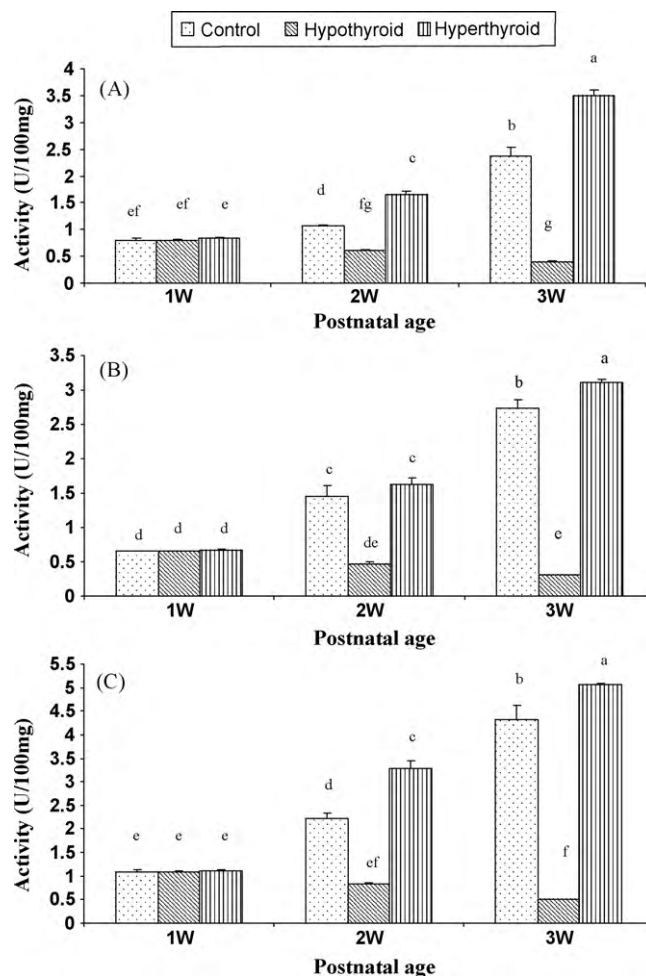 Control Hypothyroid Hyperthyroid
(A)
Activity (U/100mg)
4
3.5
3
2.5
2
1.5
1
0.5
0
ef ef e
d fg c
b g a
1W 2W 3W
Postnatal age
(B)
Activity (U/100mg)
3.5
3
2.5
2
1.5
1
0.5
0
d d d
c de c
b e a
1W 2W 3W
Postnatal age
(C)
Activity (U/100mg)
5.5
5
4.5
4
3.5
3
2.5
2
1.5
1
0.5
0
e e e
d ef c
b f a
1W 2W 3W
Postnatal age